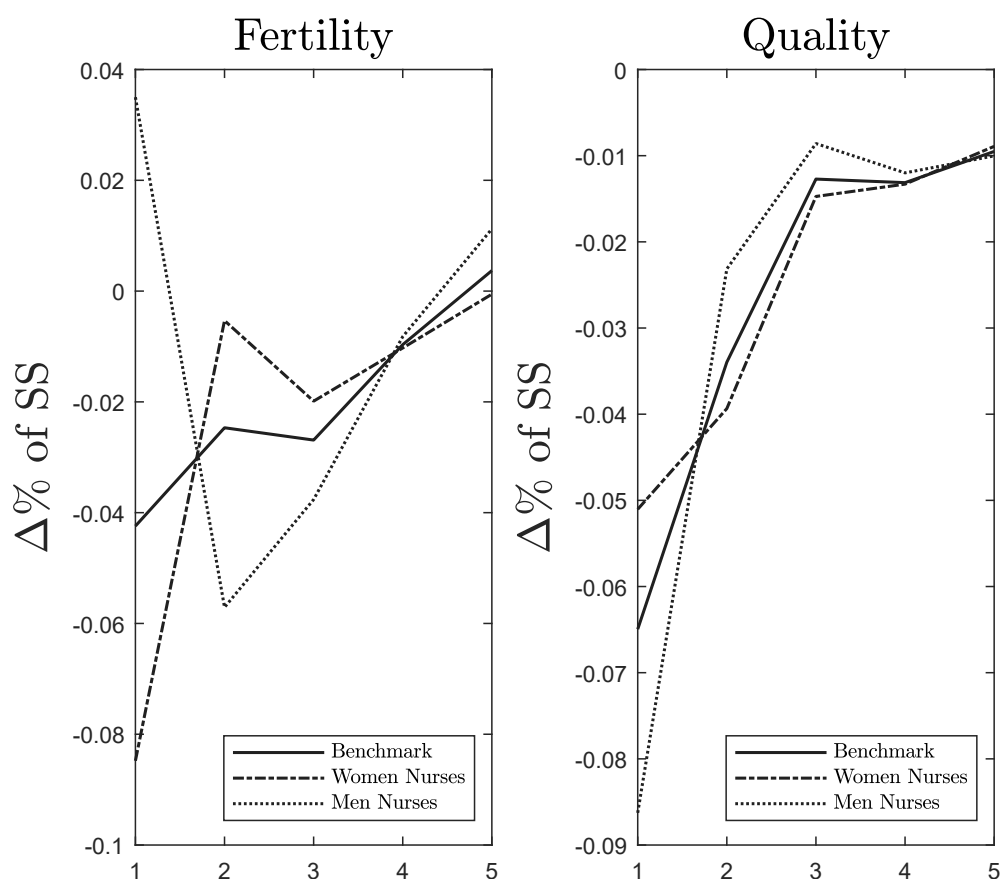 Fertility
0.04
0.02
0
-0.02
-0.04
-0.06
-0.08
-0.1
Δ% of SS
1 2 3 4 5
Benchmark
Women Nurses
Men Nurses
Quality
0
-0.01
-0.02
-0.03
-0.04
-0.05
-0.06
-0.07
-0.08
-0.09
Δ% of SS
1 2 3 4 5
Benchmark
Women Nurses
Men Nurses